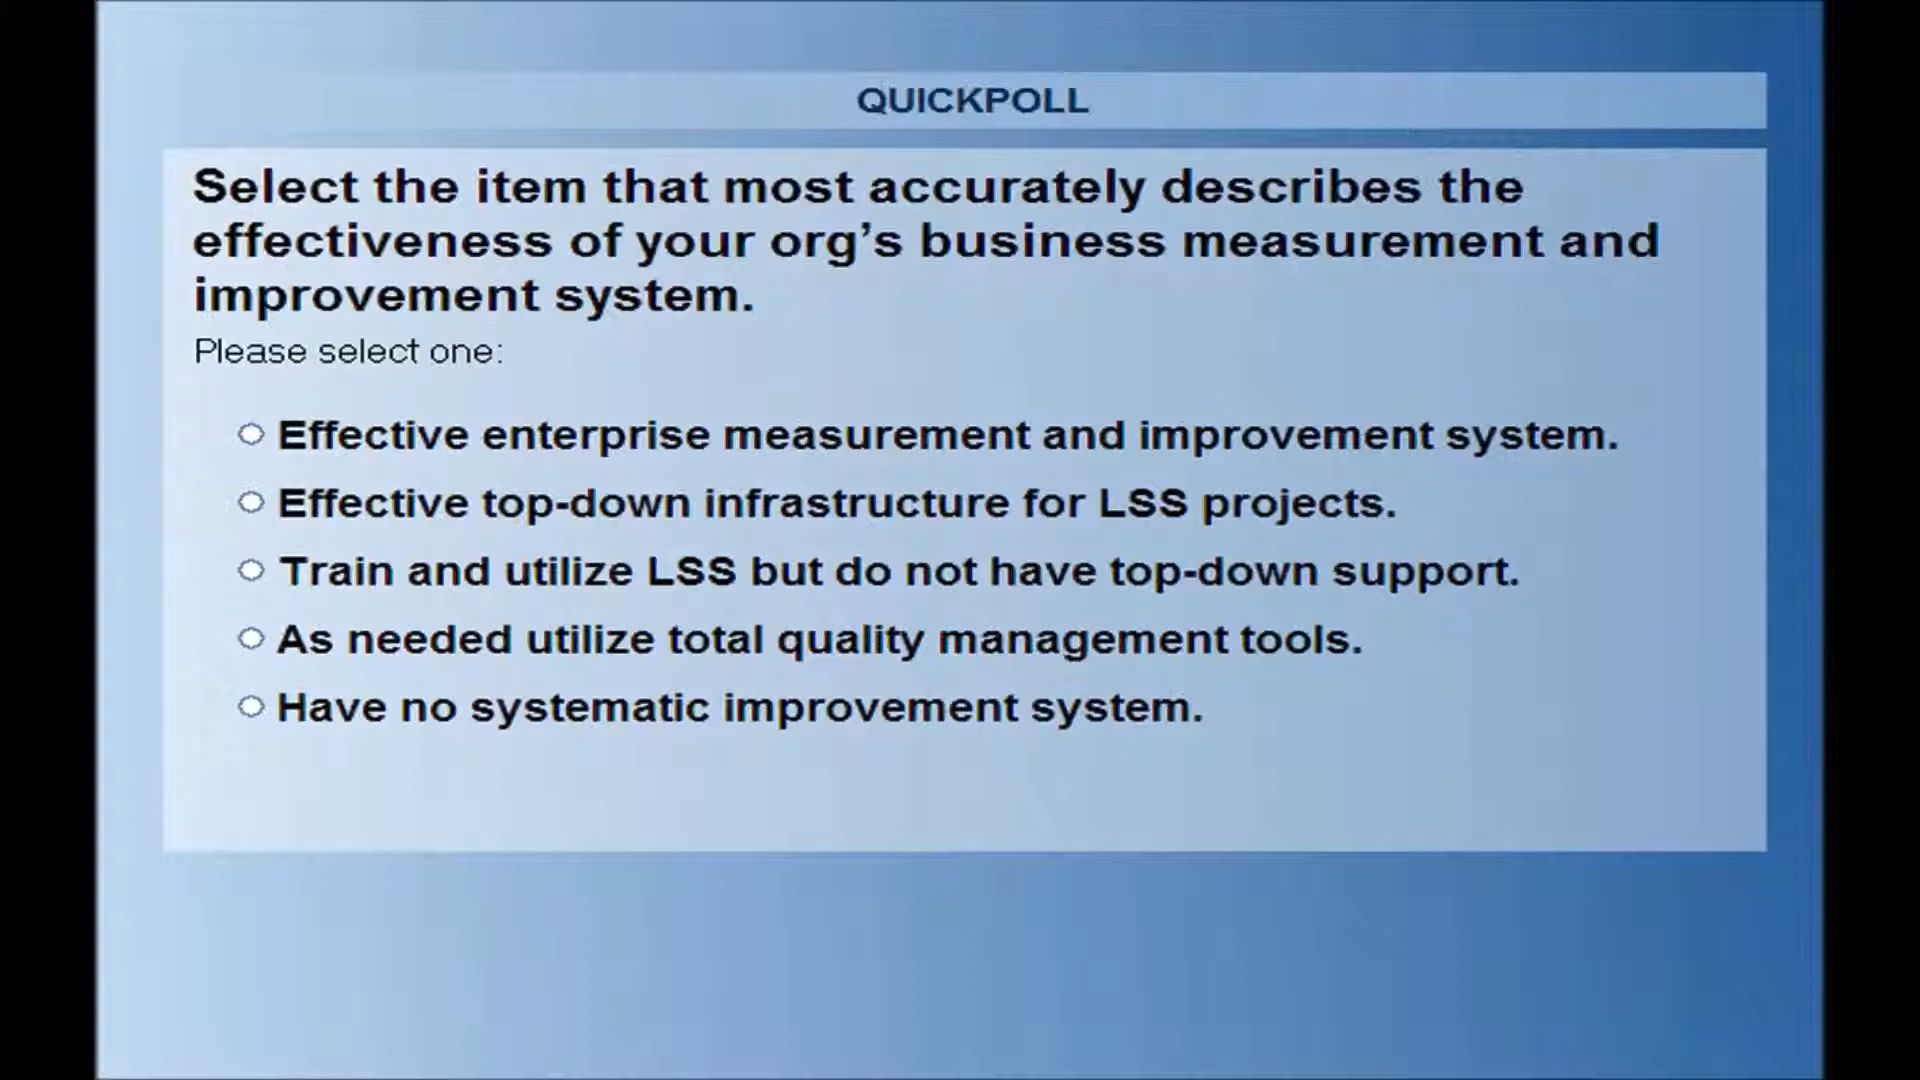 QUICKPOLL
Select the item that most accurately describes the
effectiveness of your org’s business measurement and
improvement system.
Please select one:
Effective enterprise measurement and improvement system.
Effective top-down infrastructure for LSS projects.
Train and utilize LSS but do not have top-down support.
As needed utilize total quality management tools.
Have no systematic improvement system.